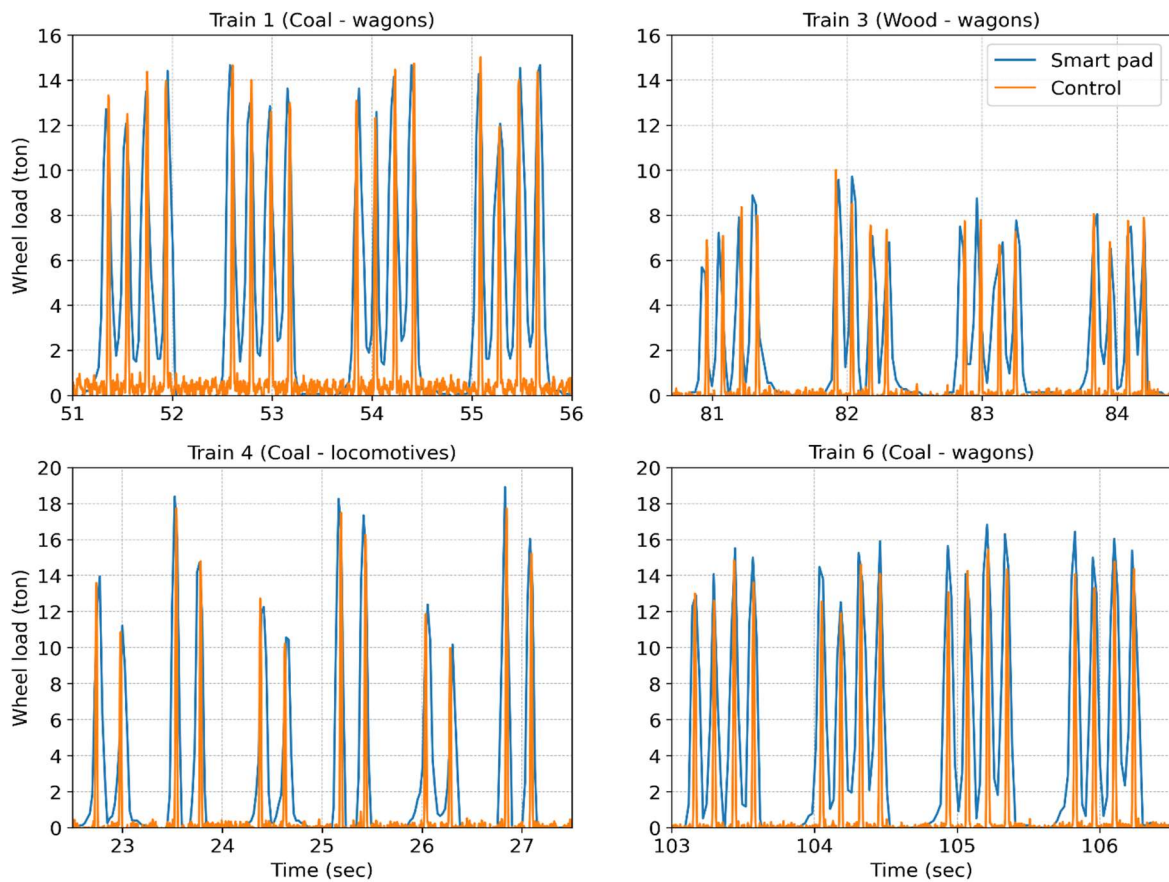 Train 1 (Coal - wagons)
16
14
12
10
8
6
4
2
0
Wheel load (ton)
51 52 53 54 55 56
Train 3 (Wood - wagons)
Smart pad
Control
16
14
12
10
8
6
4
2
0
81 82 83 84
Train 4 (Coal - locomotives)
20
18
16
14
12
10
8
6
4
2
0
Wheel load (ton)
23 24 25 26 27
Time (sec)
Train 6 (Coal - wagons)
20
18
16
14
12
10
8
6
4
2
0
103 104 105 106
Time (sec)